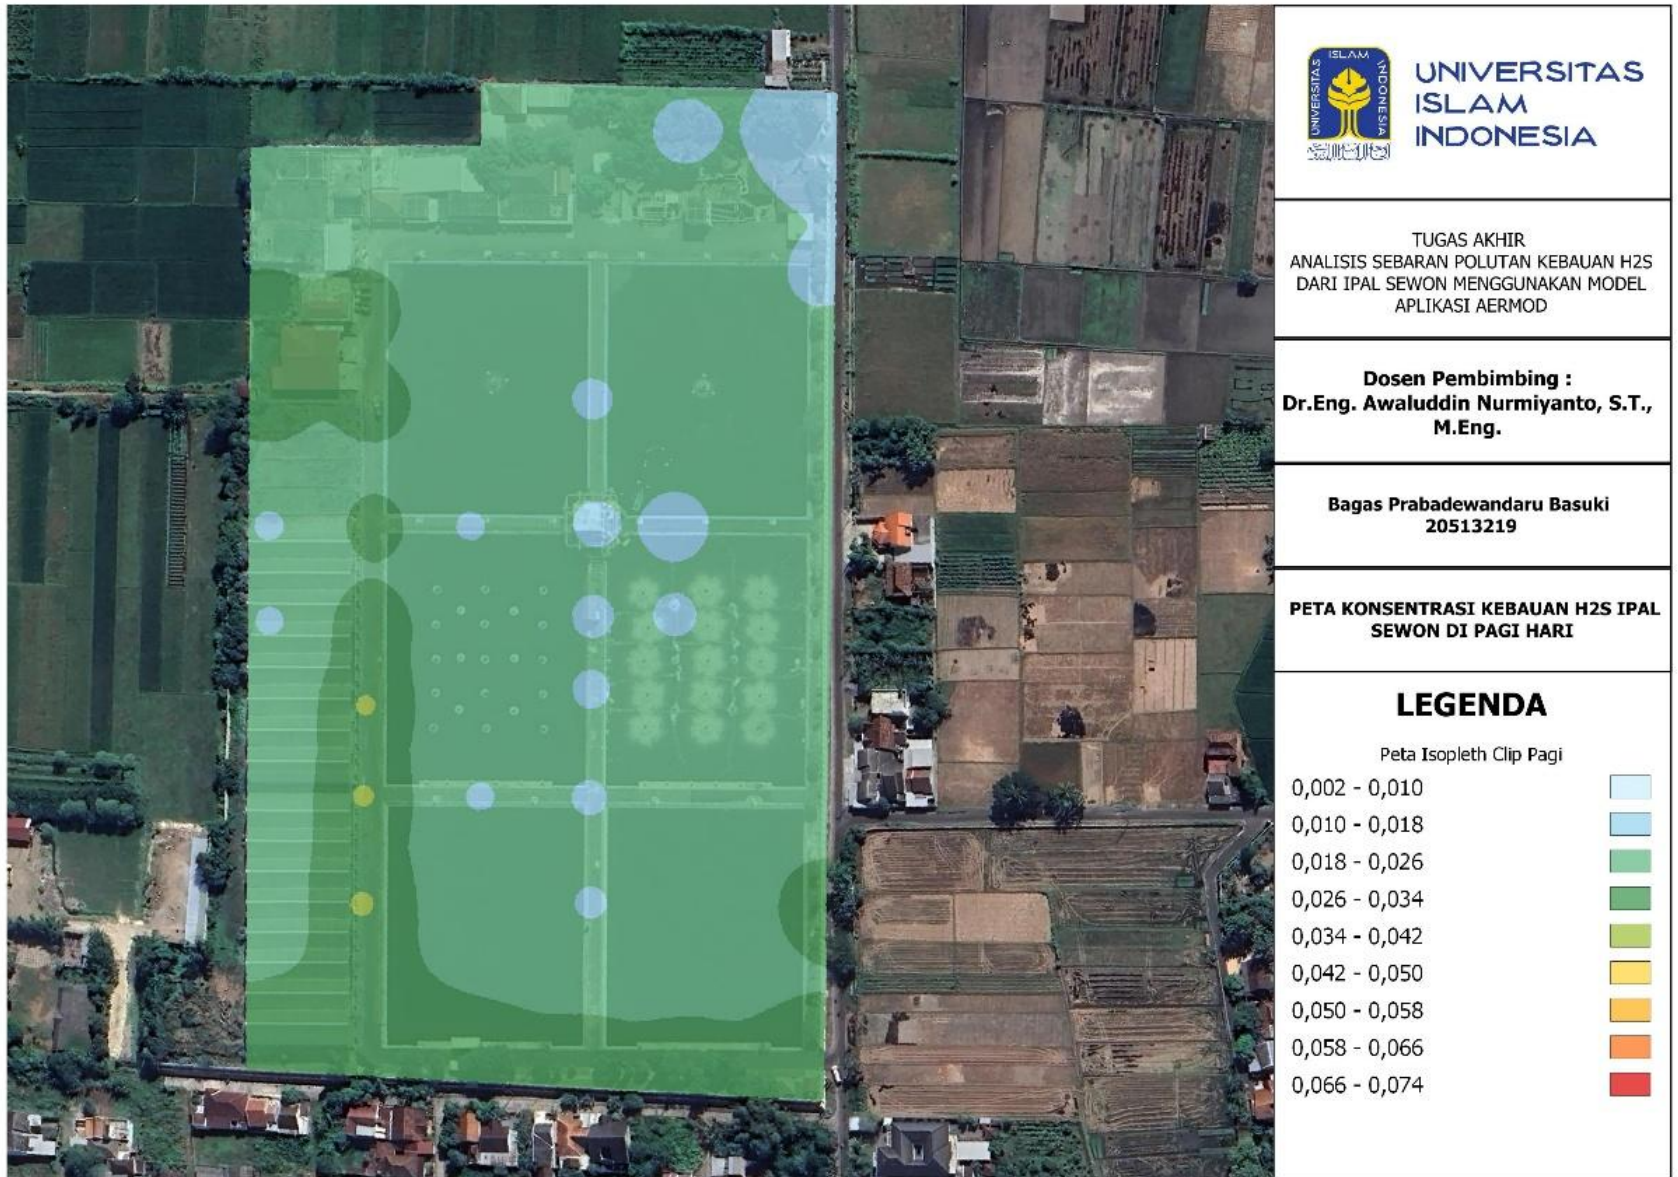 ISLAM
UNIVERSITAS
INDONESIA
UNIVERSITAS
ISLAM
INDONESIA
TUGAS AKHIR
ANALISIS SEBARAN POLUTAN KEBAUAN H2S
DARI IPAL SEWON MENGGUNAKAN MODEL
APLIKASI AERMOD
Dosen Pembimbing :
Dr.Eng. Awaluddin Nurmiyanto, S.T.,
M.Eng.
Bagas Prabadewandaru Basuki
20513219
PETA KONSENTRASI KEBAUAN H2S IPAL
SEWON DI PAGI HARI
LEGENDA
Peta Isopleth Clip Pagi
0,002 - 0,010
0,010 - 0,018
0,018 - 0,026
0,026 - 0,034
0,034 - 0,042
0,042 - 0,050
0,050 - 0,058
0,058 - 0,066
0,066 - 0,074